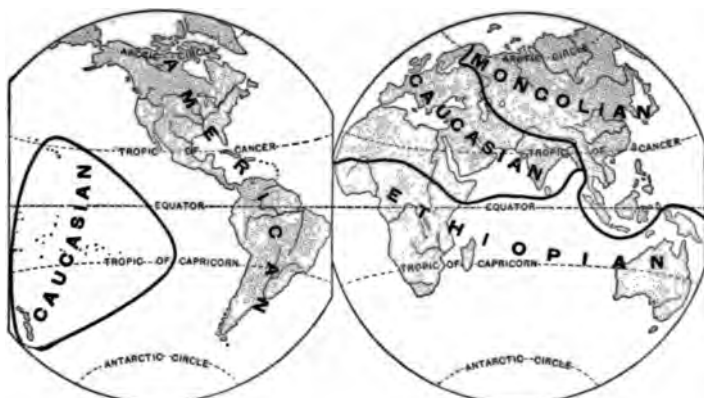 ARCTIC CIRCLE
AMERICAN
TROPIC OF CANCER
CAUCASIAN
EQUATOR
TROPIC OF CAPRICORN
ANTARCTIC CIRCLE
ARCTIC CIRCLE
MONGOLIAN
CAUCASIAN
TROPIC OF CANCER
ETHIOPIAN
EQUATOR
TROPIC OF CAPRICORN
ANTARCTIC CIRCLE